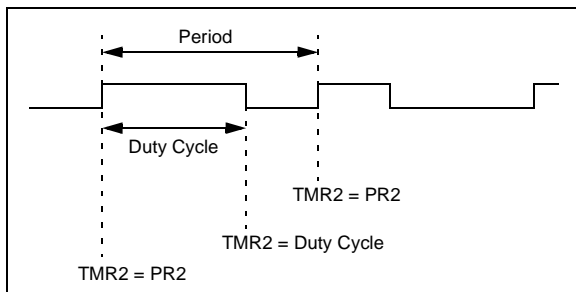 Period
Duty Cycle
TMR2 = PR2
TMR2 = Duty Cycle
TMR2 = PR2